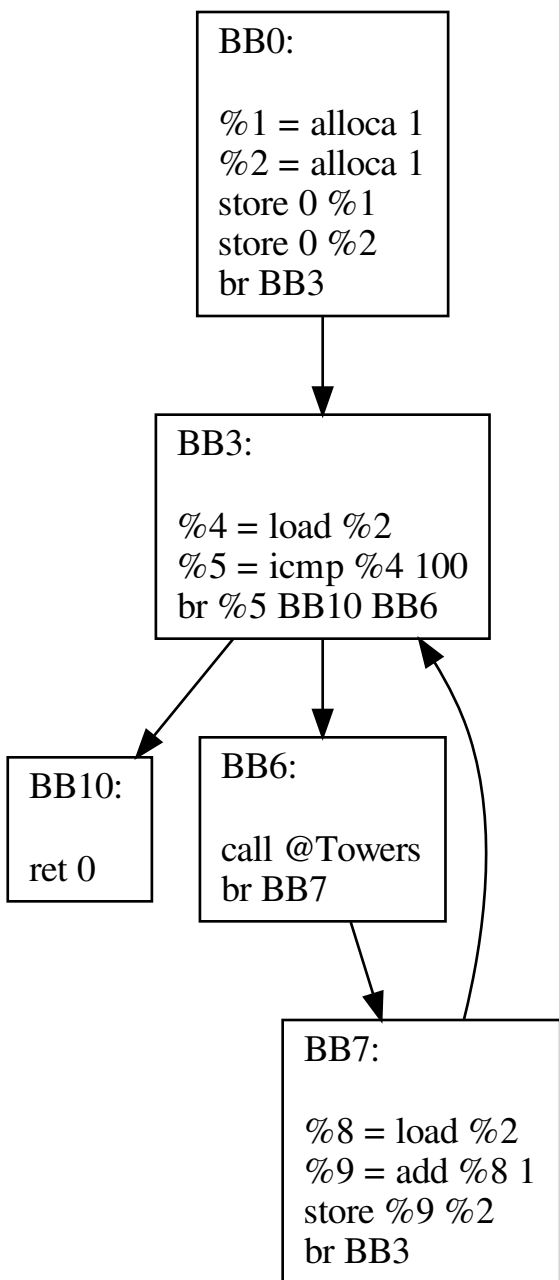 BB0:
%1 = alloca 1
%2 = alloca 1
store 0 %1
store 0 %2
br BB3
BB3:
%4 = load %2
%5 = icmp %4 100
br %5 BB10 BB6
BB10:
ret 0
BB6:
call @Towers
br BB7
BB7:
%8 = load %2
%9 = add %8 1
store %9 %2
br BB3